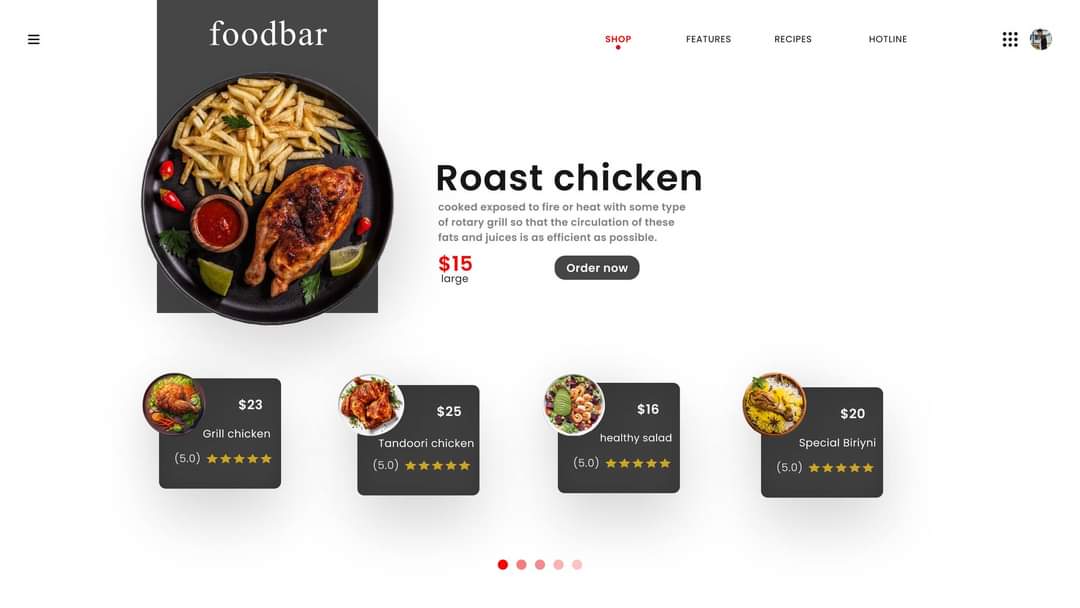 foodbar
SHOP
FEATURES
RECIPES
HOTLINE
Roast chicken
cooked exposed to fire or heat with some type
of rotary grill so that the circulation of these
fats and juices is as efficient as possible.
$15
large
Order now
$23
Grill chicken
(5.0)
$25
Tandoori chicken
(5.0)
$16
healthy salad
(5.0)
$20
Special Biriyni
(5.0)